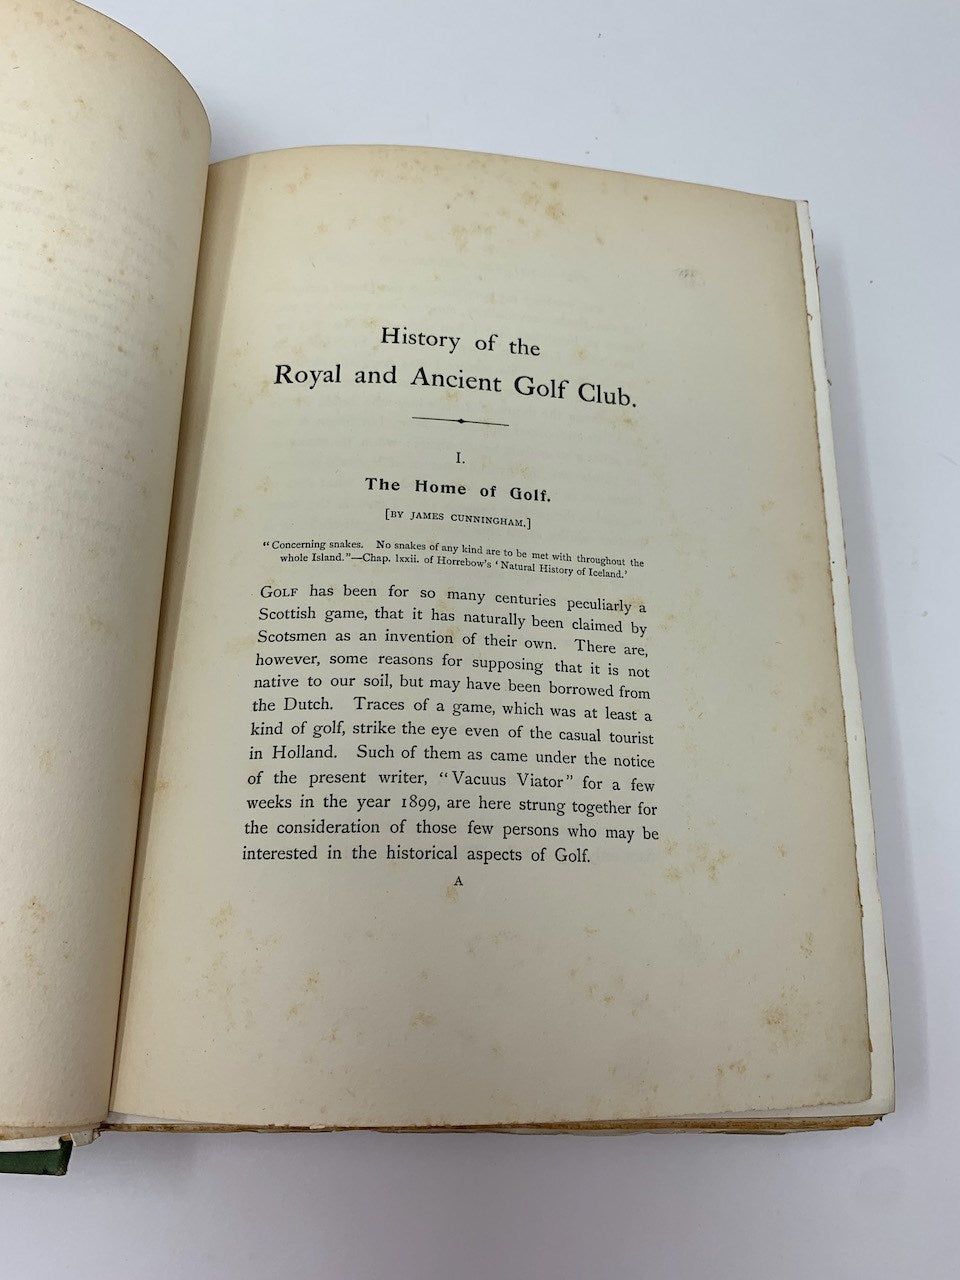 History of the
Royal and Ancient Golf Club.
I.
The Home of Golf.
[BY JAMES CUNNINGHAM.]
"Concerning snakes. No snakes of any kind are to be met with throughout the
whole Island."—Chap. lxxii. of Horrebow's 'Natural History of Iceland.'
GOLF has been for so many centuries peculiarly a
Scottish game, that it has naturally been claimed by
Scotsmen as an invention of their own. There are,
however, some reasons for supposing that it is not
native to our soil, but may have been borrowed from
the Dutch. Traces of a game, which was at least a
kind of golf, strike the eye even of the casual tourist
in Holland. Such of them as came under the notice
of the present writer, "Vacuus Viator" for a few
weeks in the year 1899, are here strung together for
the consideration of those few persons who may be
interested in the historical aspects of Golf.
A